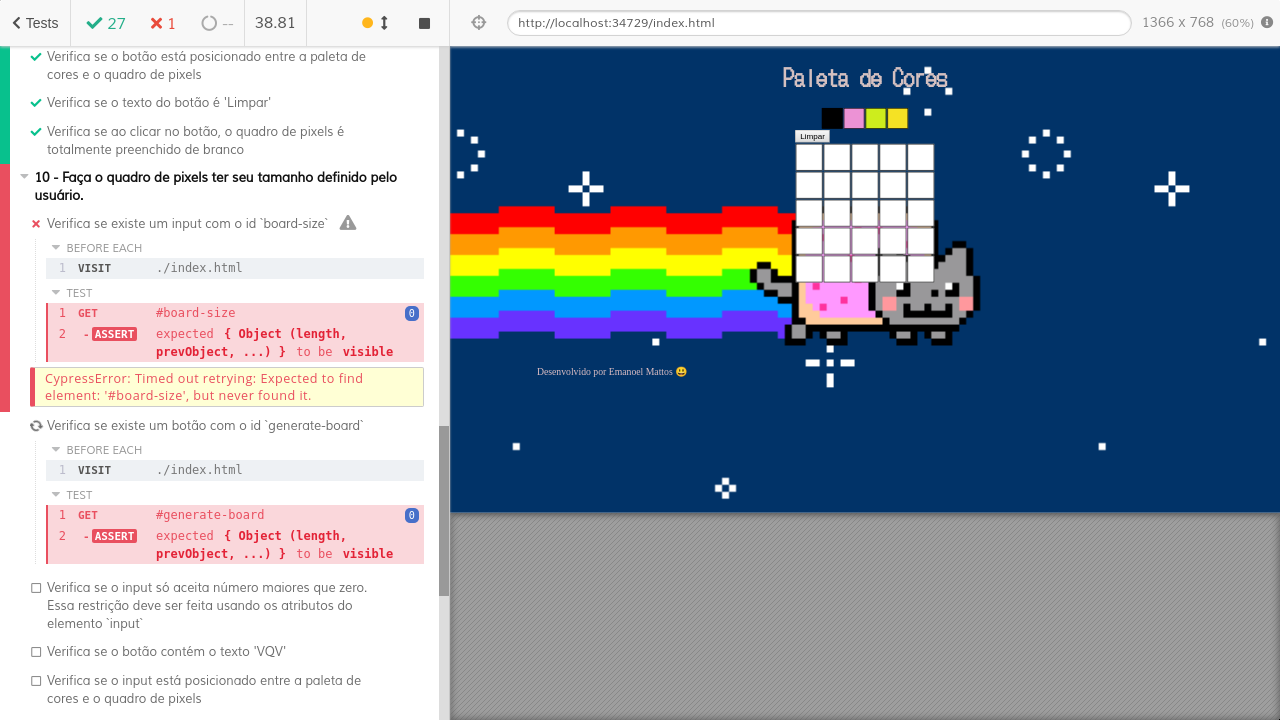 Tests
27
1
--
38.81
http://localhost:34729/index.html
1366 x 768 (60%)
Verifica se o botão está posicionado entre a paleta de
cores e o quadro de pixels
Verifica se o texto do botão é 'Limpar'
Verifica se ao clicar no botão, o quadro de pixels é
totalmente preenchido de branco
10 - Faça o quadro de pixels ter seu tamanho definido pelo
usuário.
Verifica se existe um input com o id `board-size`
BEFORE EACH
1 VISIT ./index.html
TEST
1 GET #board-size 0
2 -ASSERT expected { Object (length,
prevObject, ...) } to be visible
CypressError: Timed out retrying: Expected to find
element: '#board-size', but never found it.
Verifica se existe um botão com o id `generate-board`
BEFORE EACH
1 VISIT ./index.html
TEST
1 GET #generate-board 0
2 -ASSERT expected { Object (length,
prevObject, ...) } to be visible
Verifica se o input só aceita número maiores que zero.
Essa restrição deve ser feita usando os atributos do
elemento `input`
Verifica se o botão contém o texto 'VQV'
Verifica se o input está posicionado entre a paleta de
cores e o quadro de pixels
Paleta de Cores
Limpar
Desenvolvido por Emanoel Mattos 😃